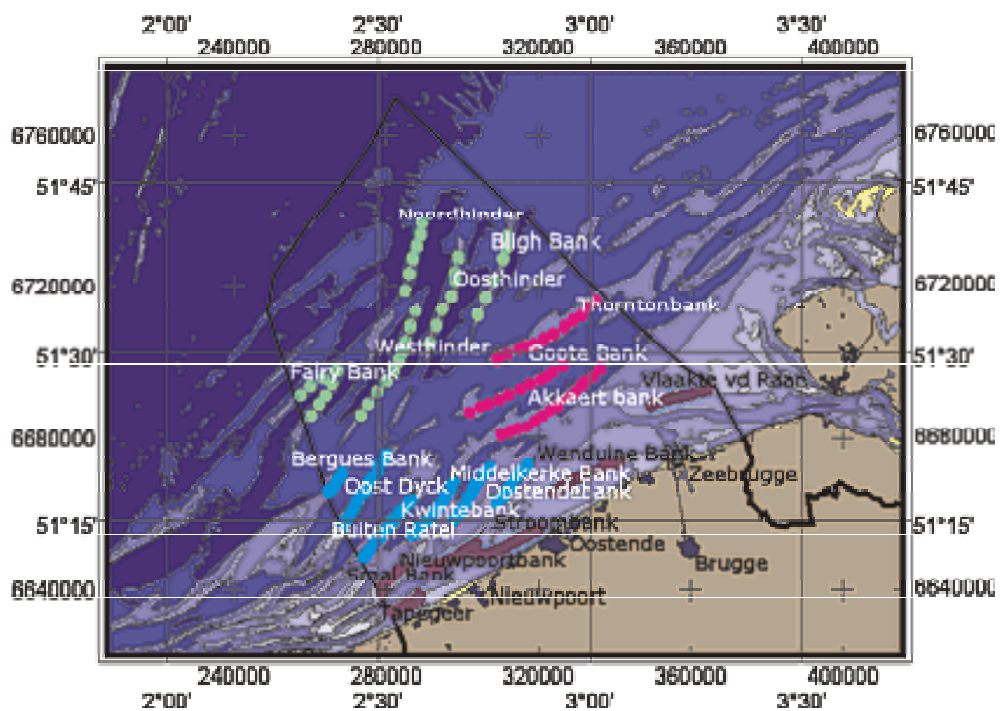 2°00' 2°30' 3°00' 3°30'
240000 280000 320000 360000 400000
6760000 6760000
51°45' 51°45'
Noordhinder
Bligh Bank
Oosthinder
6720000 6720000
Thorntonbank
Westhinder
Goote Bank
51°30' 51°30'
Fairy Bank
Vlaakte vd Raan
Akkaert bank
6680000 6680000
Wenduine Bank
Bergues Bank
Middelkerke Bank
Zeebrugge
Oost Dyck
Oostendebank
Kwintebank
51°15' 51°15'
Stroombank
Buiten Ratel
Oostende
Nieuwpoortbank
Brugge
Smal Bank
6640000 6640000
Nieuwpoort
Tapegeer
240000 280000 320000 360000 400000
2°00' 2°30' 3°00' 3°30'